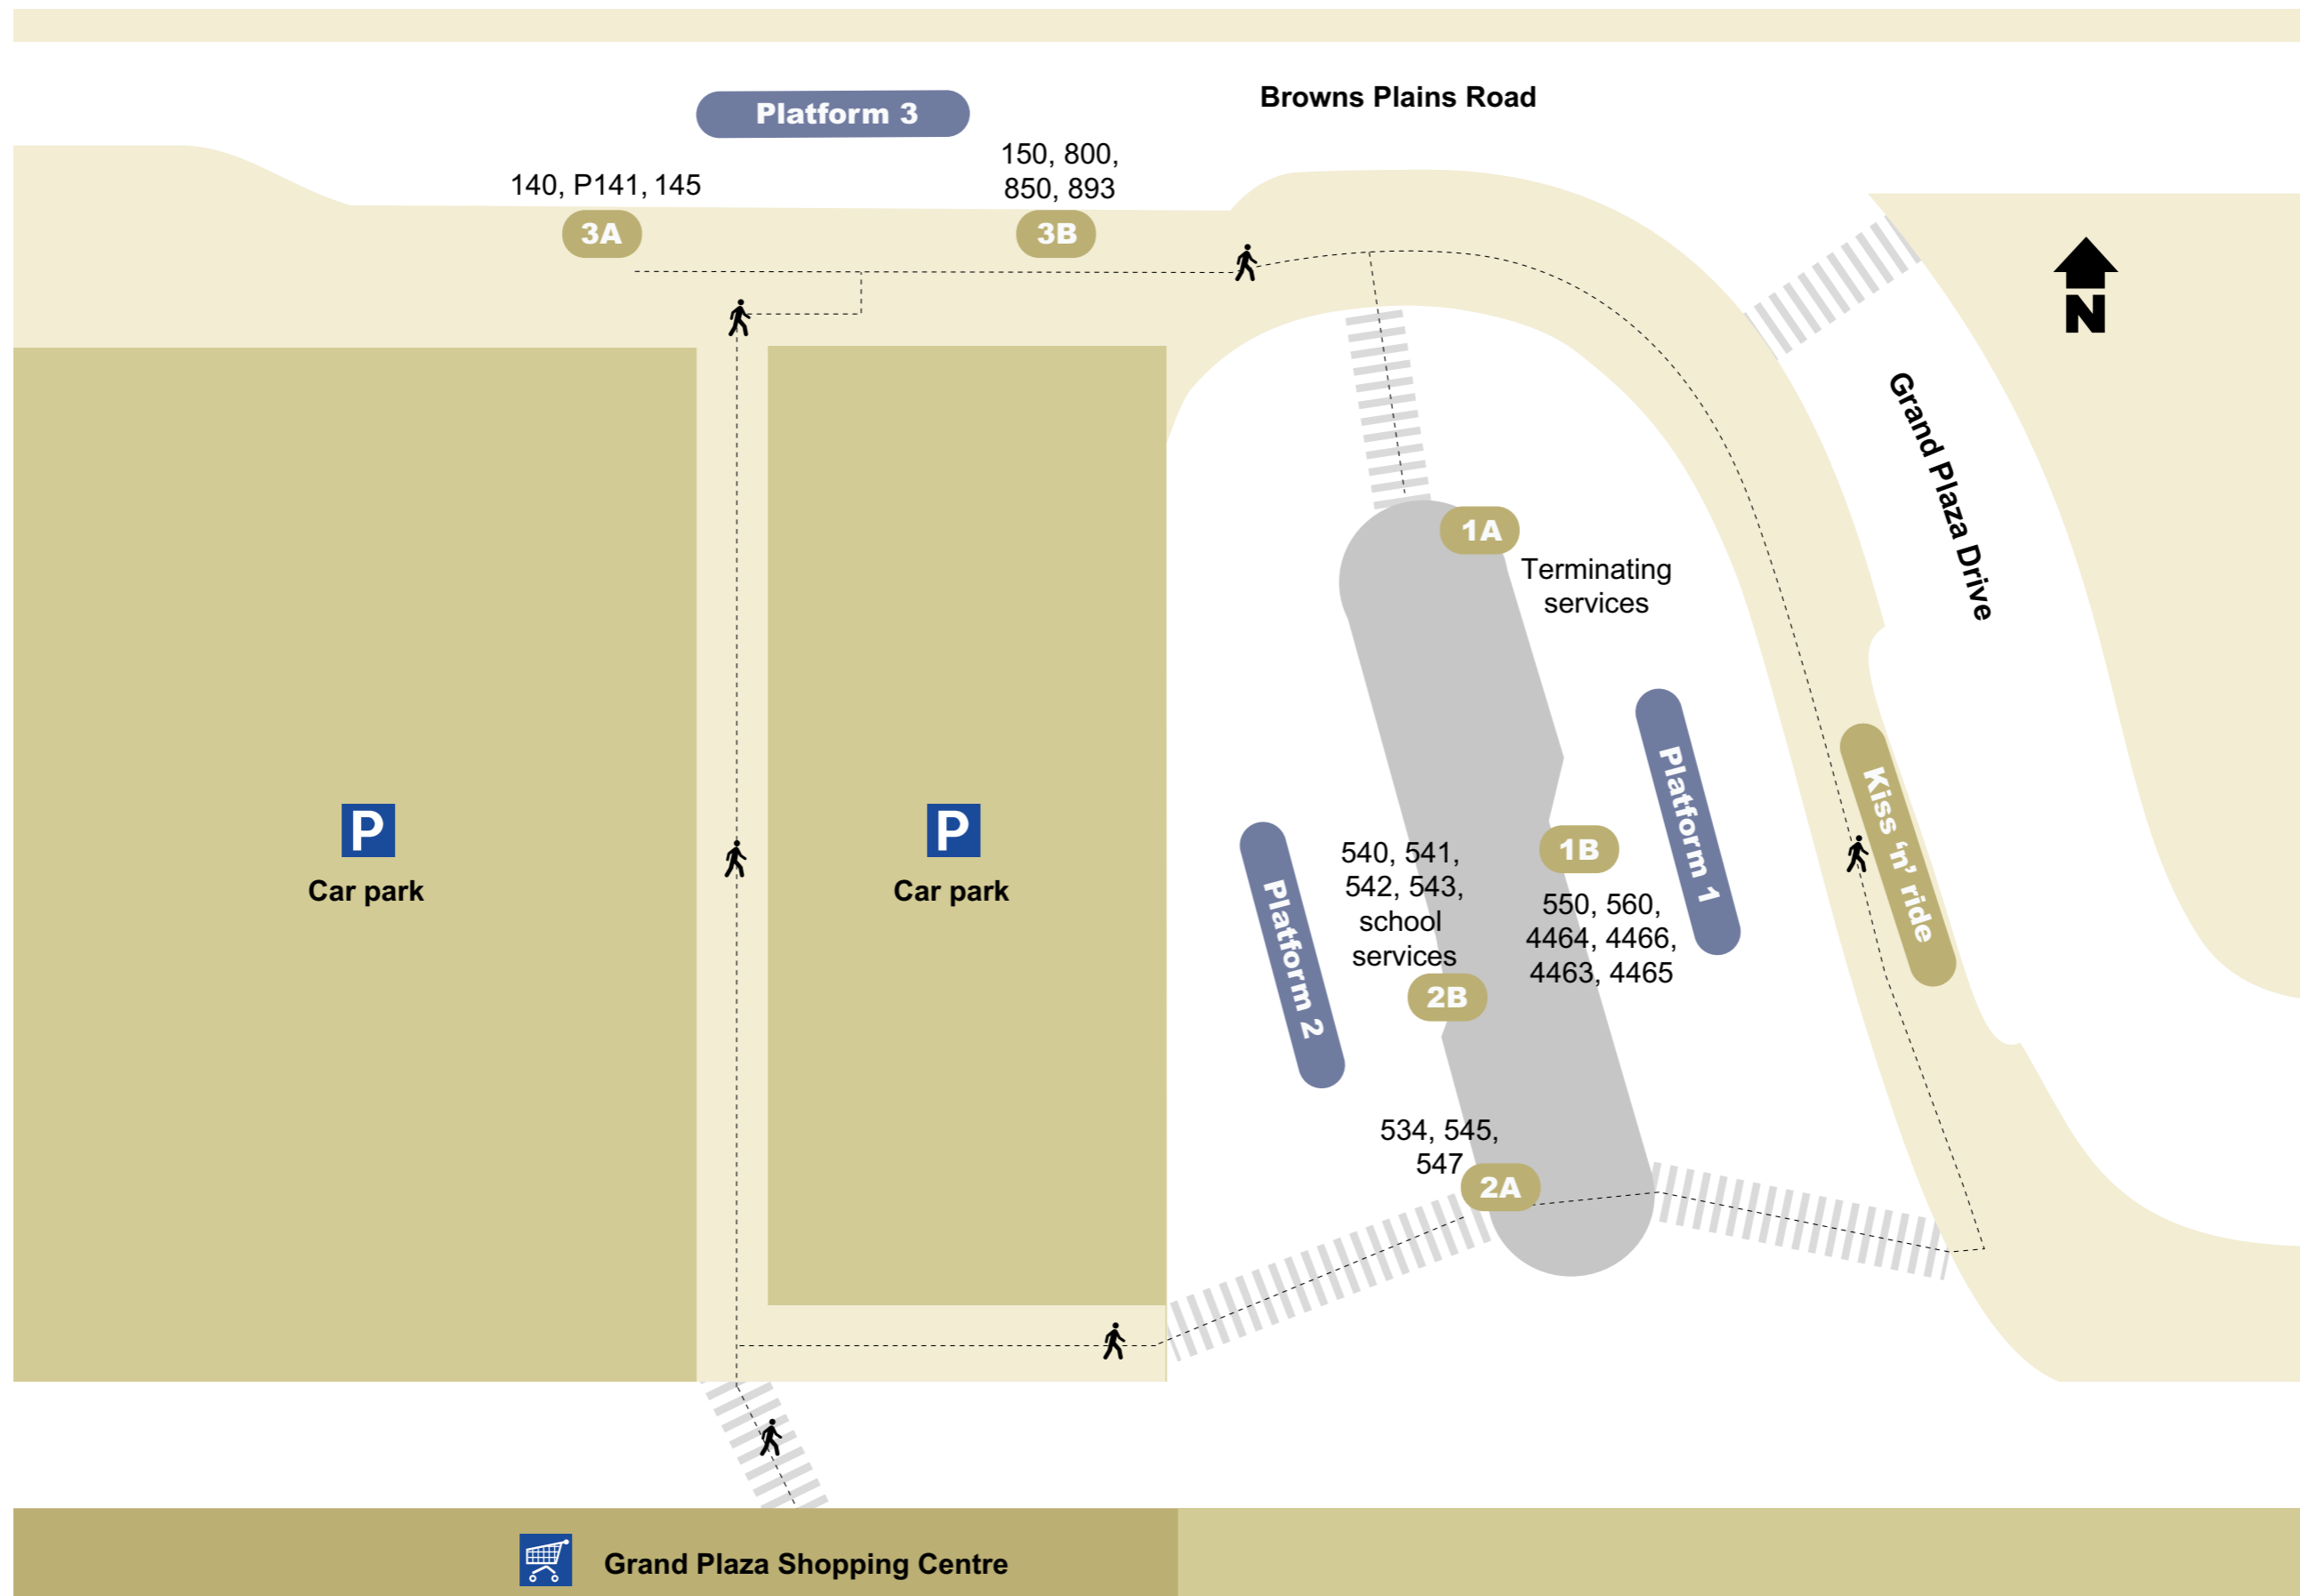 Browns Plains Road
Platform 3
140, P141, 145
150, 800,
850, 893
3A
3B
N
Grand Plaza Drive
1A
Terminating
services
Platform 1
Kiss ‘n’ ride
P
Car park
P
Car park
Platform 2
540, 541,
542, 543,
school
services
1B
550, 560,
4464, 4466,
4463, 4465
2B
534, 545,
547
2A
Grand Plaza Shopping Centre